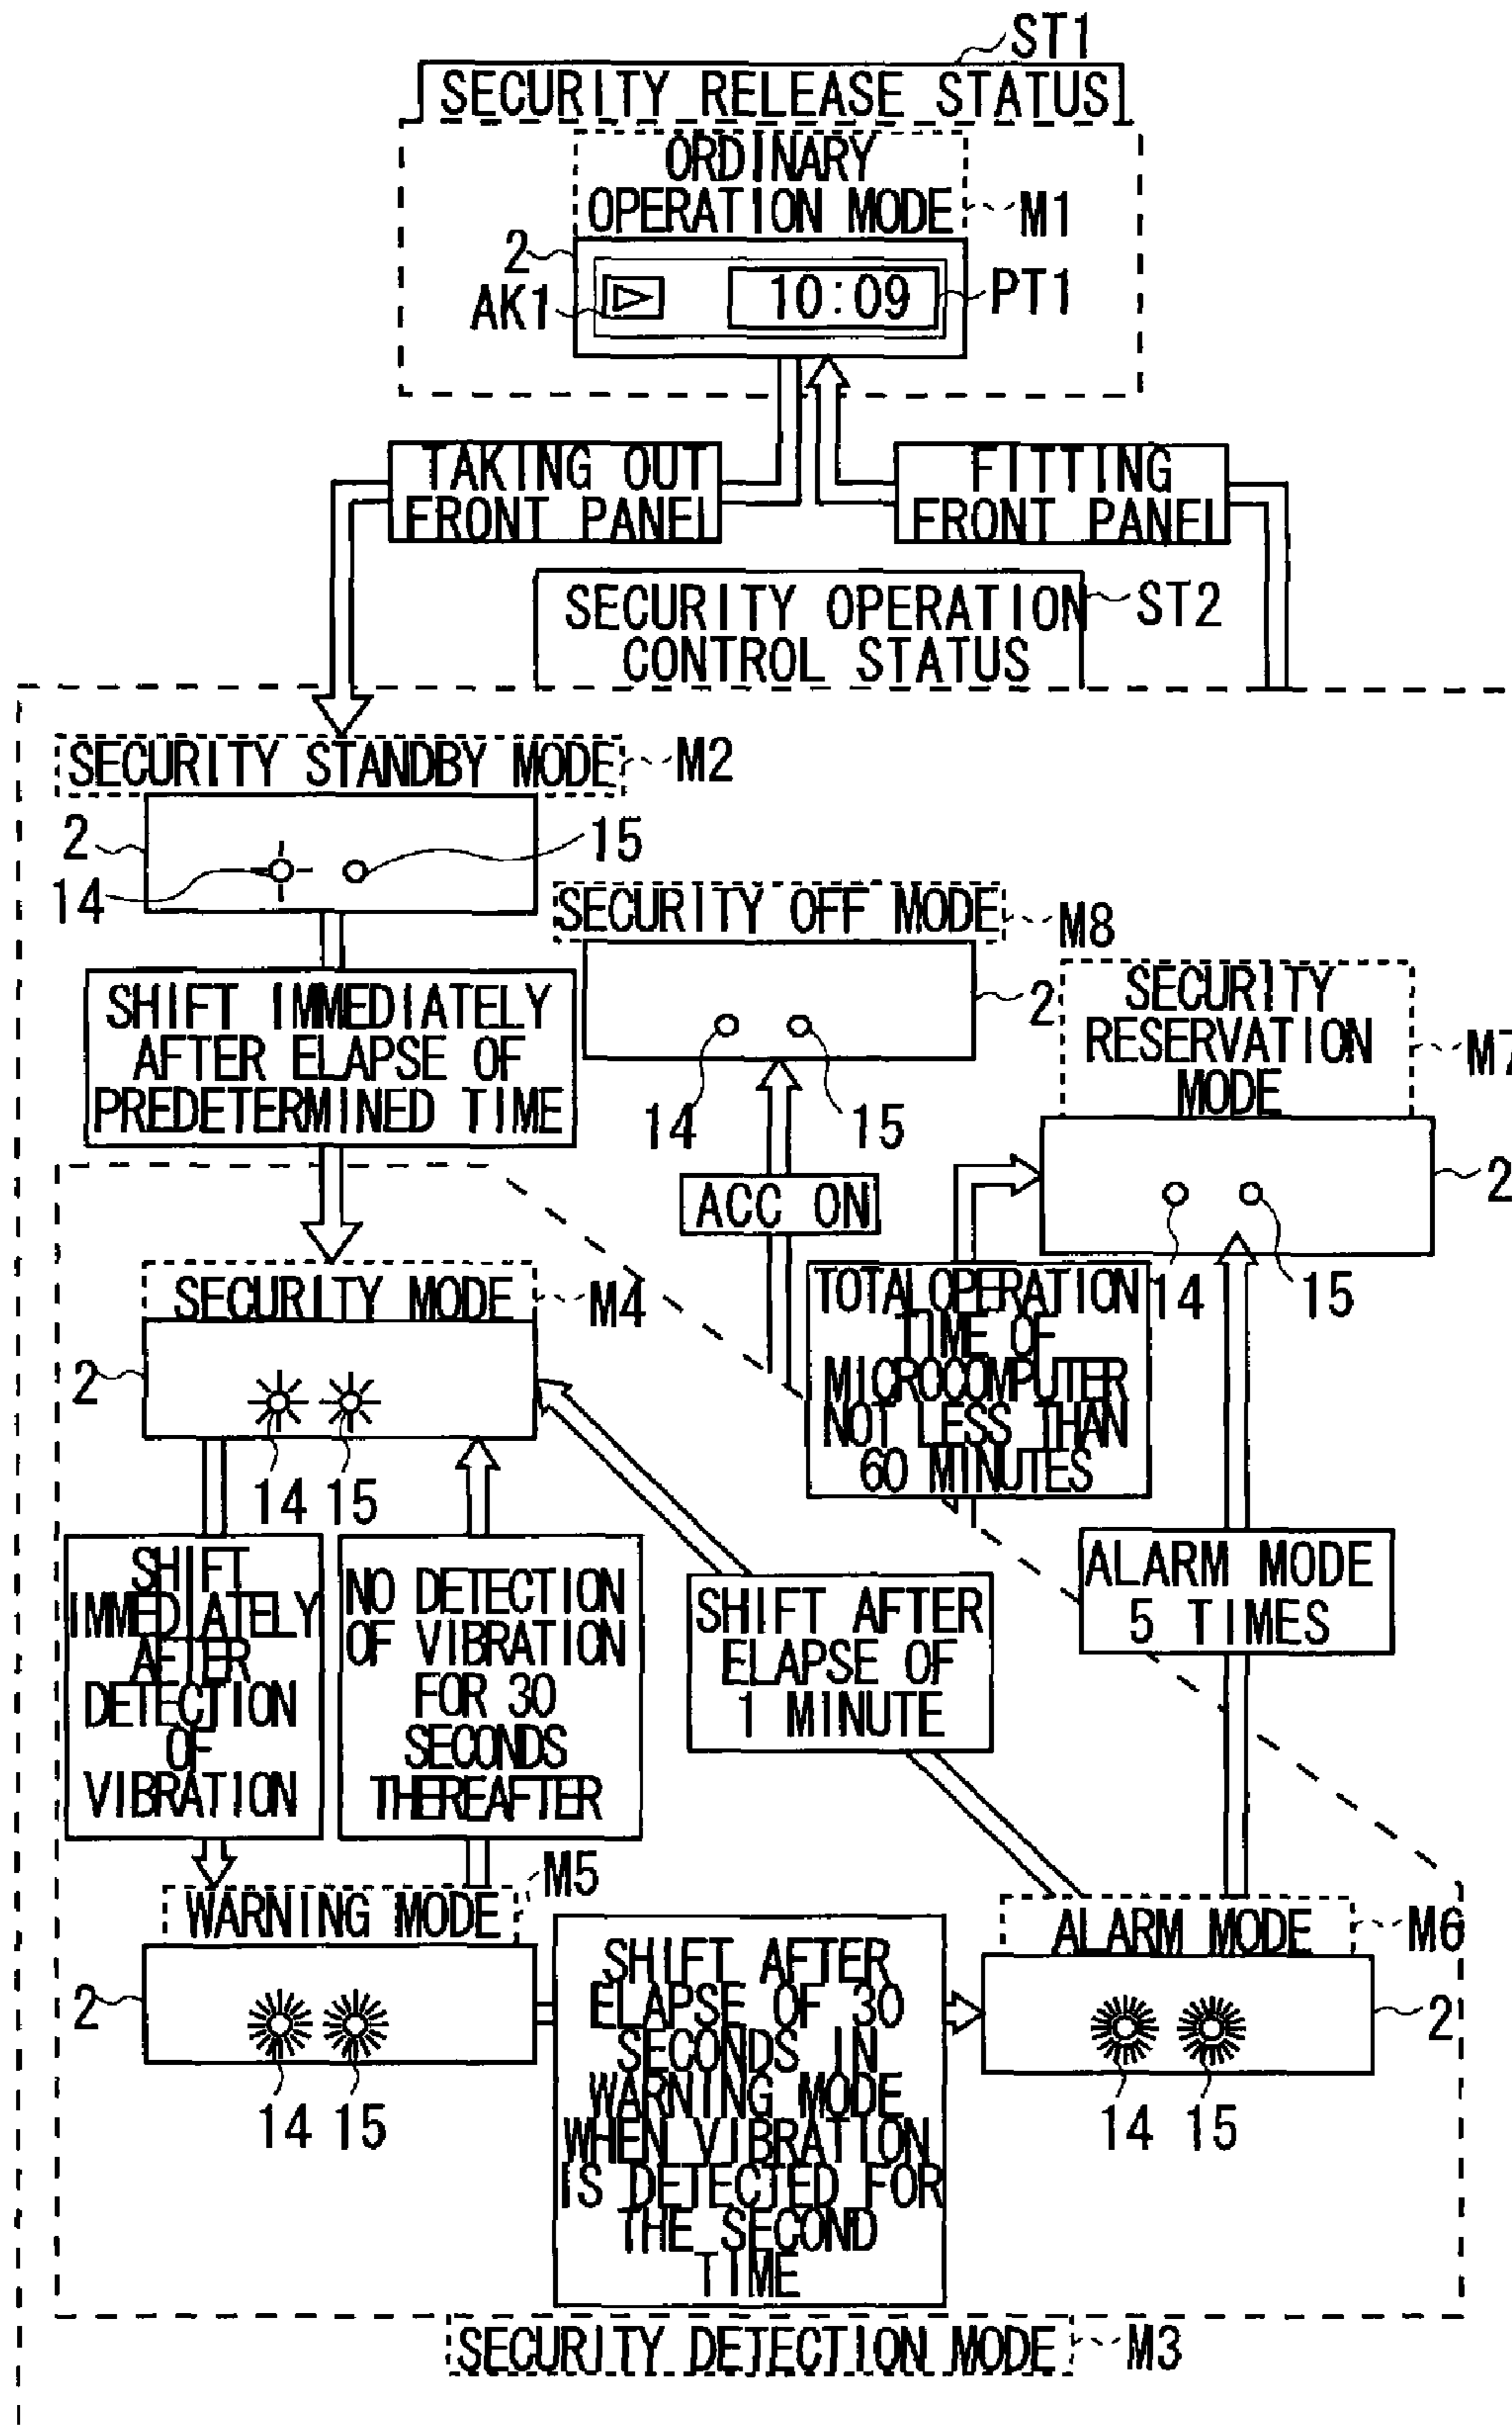 ST1
SECURITY RELEASE STATUS
ORDINARY
OPERATION MODE
M1
2
AK1
10:09
PT1
TAKING OUT
FRONT PANEL
FITTING
FRONT PANEL
SECURITY OPERATION
CONTROL STATUS
ST2
SECURITY STANDBY MODE
M2
2
14
15
SECURITY OFF MODE
M8
2
14
15
SHIFT IMMEDIATELY
AFTER ELAPSE OF
PREDETERMINED TIME
SECURITY
RESERVATION
MODE
M7
2
14
15
ACC ON
TOTAL OPERATION
TIME OF
MICROCOMPUTER
NOT LESS THAN
60 MINUTES
SECURITY MODE
M4
2
14
15
SHIFT
IMMEDIATELY
AFTER
DETECTION
OF
VIBRATION
NO DETECTION
OF VIBRATION
FOR 30
SECONDS
THEREAFTER
SHIFT AFTER
ELAPSE OF
1 MINUTE
ALARM MODE
5 TIMES
WARNING MODE
M5
2
14
15
SHIFT AFTER
ELAPSE OF 30
SECONDS IN
WARNING MODE
WHEN VIBRATION
IS DETECTED FOR
THE SECOND
TIME
ALARM MODE
M6
2
14
15
SECURITY DETECTION MODE
M3